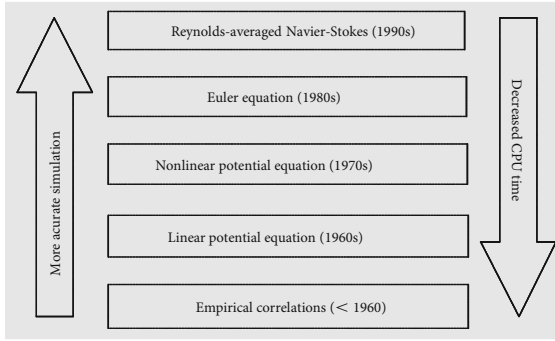 Reynolds-averaged Navier-Stokes (1990s)
Euler equation (1980s)
Nonlinear potential equation (1970s)
Linear potential equation (1960s)
Empirical correlations (< 1960)
More acurate simulation
Decreased CPU time